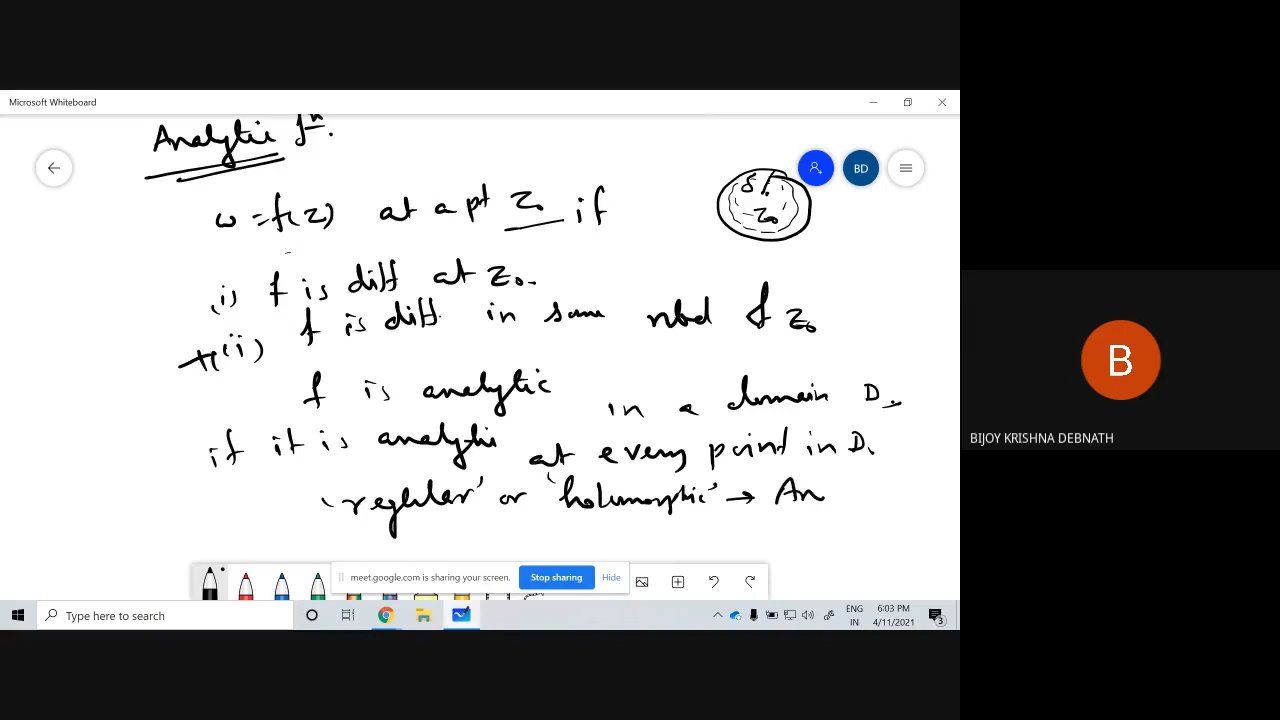 Microsoft Whiteboard
Analytic fⁿ.
BD
δ
z₀
w = f(z) at a pt z₀ if
(i) f is diff at z₀.
(ii) f is diff in some nbd of z₀
f is analytic in a domain D.
if it is analytic at every point in D.
'regular' or 'holomorphic' → An
B
BIJOY KRISHNA DEBNATH
meet.google.com is sharing your screen. Stop sharing Hide
Type here to search
ENG
IN
6:03 PM
4/11/2021
3